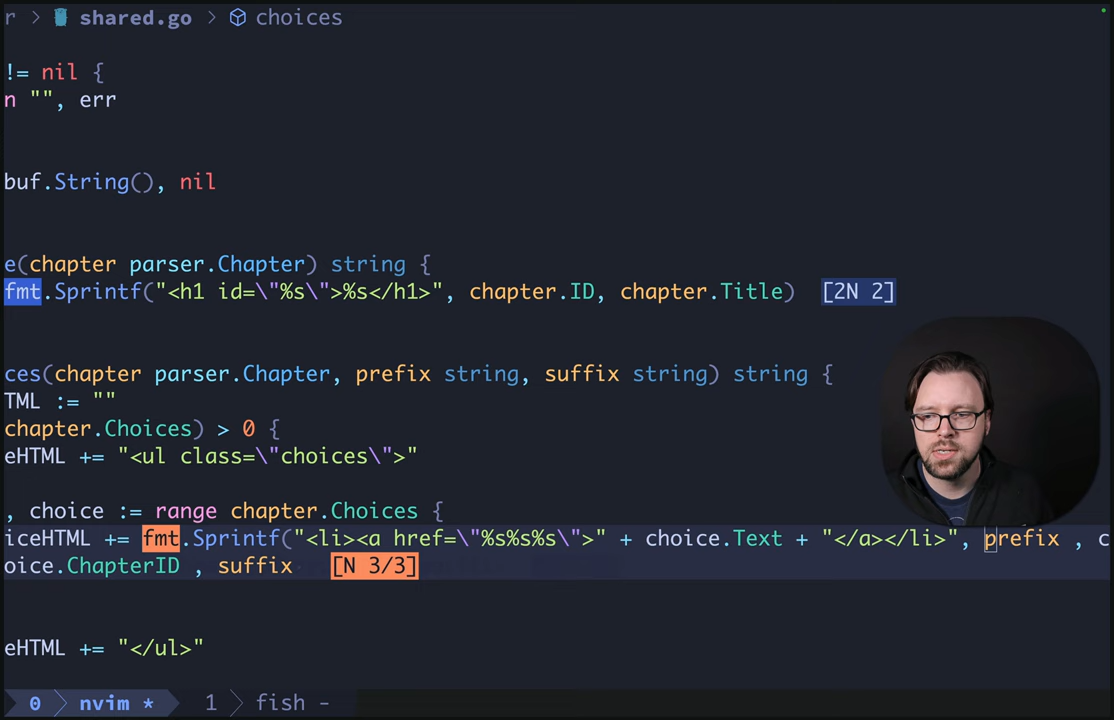 r > shared.go > choices
!= nil {
n "", err
buf.String(), nil
e(chapter parser.Chapter) string {
fmt.Sprintf("<h1 id=\"%s\">%s</h1>", chapter.ID, chapter.Title) [2N 2]
ces(chapter parser.Chapter, prefix string, suffix string) string {
TML := ""
chapter.Choices) > 0 {
eHTML += "<ul class=\"choices\">"
, choice := range chapter.Choices {
iceHTML += fmt.Sprintf("<li><a href=\"%s%s%s\">" + choice.Text + "</a></li>", prefix , c
oice.ChapterID , suffix [N 3/3]
eHTML += "</ul>"
0 > nvim * 1 > fish -